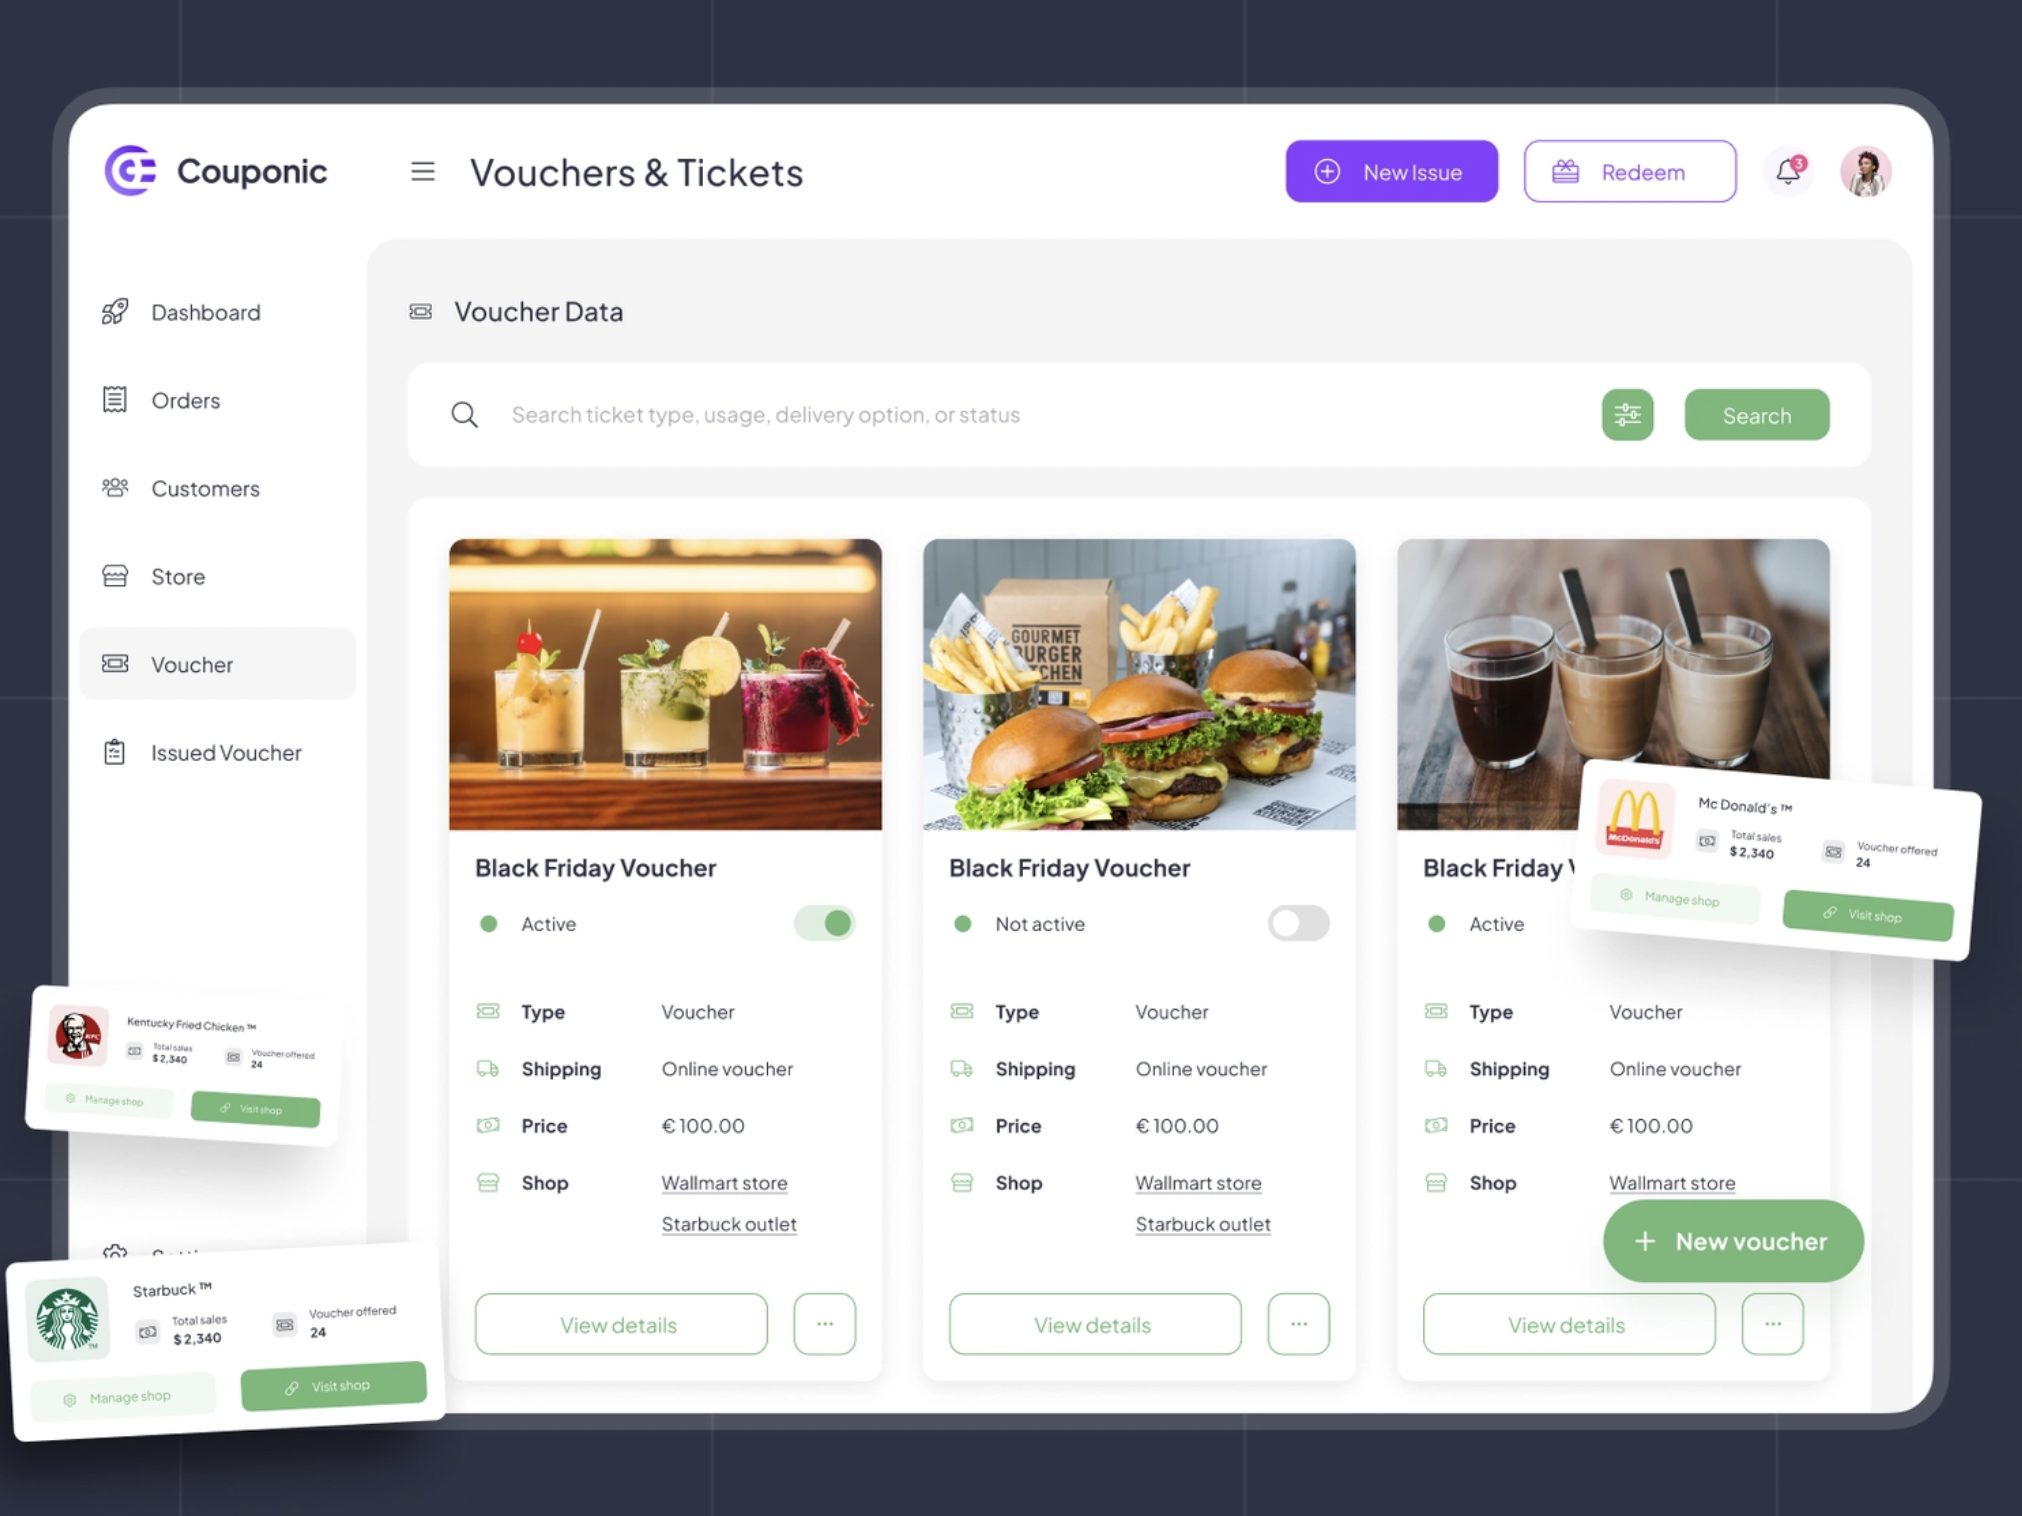 Couponic
Vouchers & Tickets
New Issue
Redeem
3
Dashboard
Orders
Customers
Store
Voucher
Issued Voucher
Voucher Data
Search ticket type, usage, delivery option, or status
Search
GOURMET
BURGER
KITCHEN
Black Friday Voucher
Active
Type
Voucher
Shipping
Online voucher
Price
€ 100.00
Shop
Wallmart store
Starbuck outlet
View details
...
Black Friday Voucher
Not active
Type
Voucher
Shipping
Online voucher
Price
€ 100.00
Shop
Wallmart store
Starbuck outlet
View details
...
Black Friday
Active
Type
Voucher
Shipping
Online voucher
Price
€ 100.00
Shop
Wallmart store
View details
...
+ New voucher
McDonald's
Mc Donald's ™
Total sales
$ 2,340
Voucher offered
24
Manage shop
Visit shop
KFC
Kentucky Fried Chicken ™
Total sales
$ 2,340
Voucher offered
24
Manage shop
Visit shop
Starbuck ™
TM
Total sales
$ 2,340
Voucher offered
24
Manage shop
Visit shop